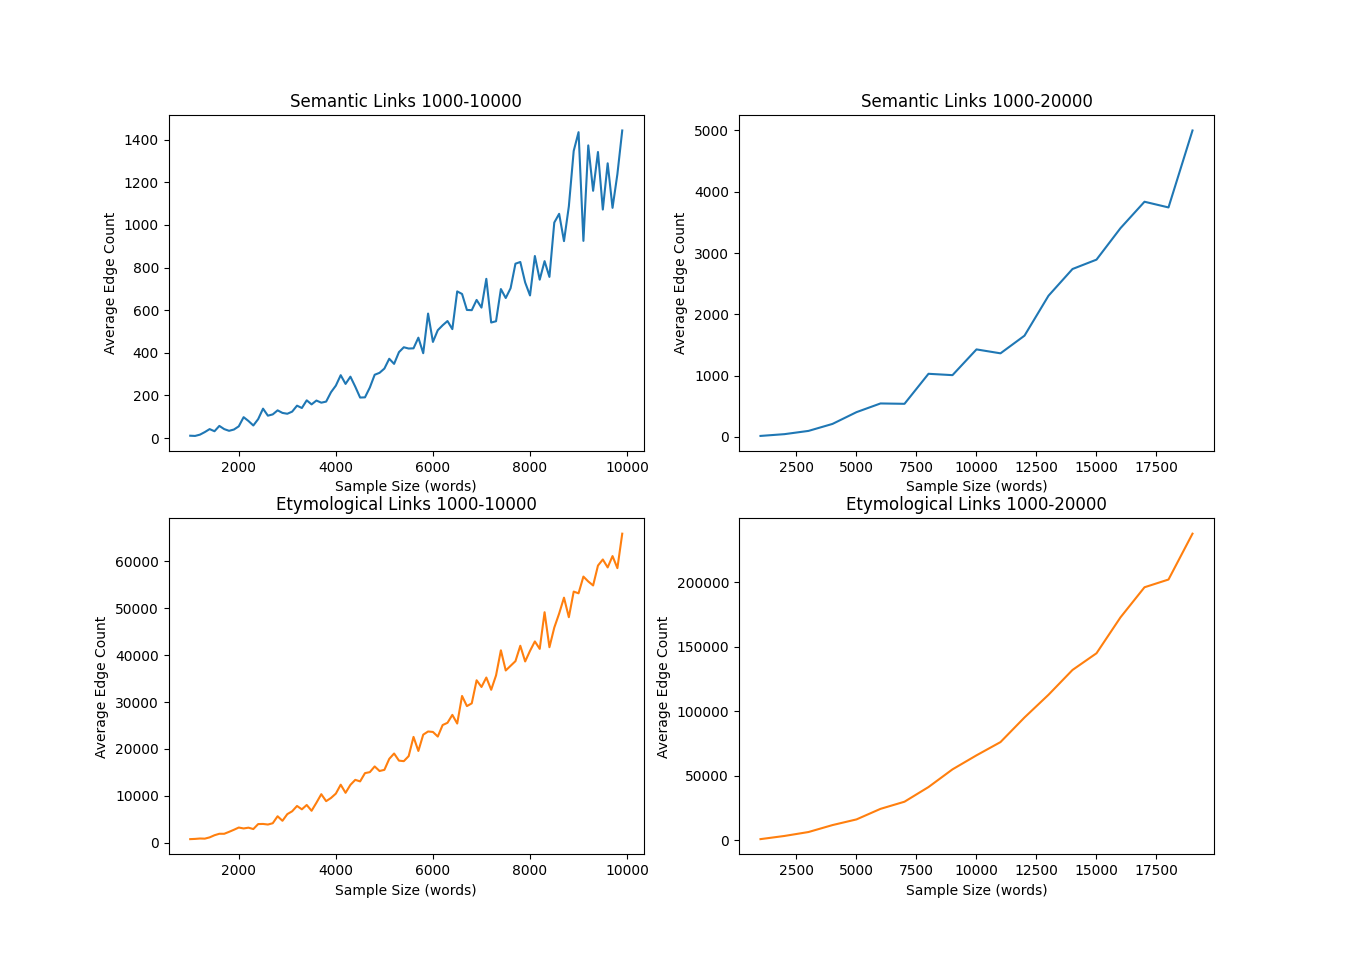 Semantic Links 1000-10000
Average Edge Count
1400
1200
1000
800
600
400
200
0
2000 4000 6000 8000 10000
Sample Size (words)
Semantic Links 1000-20000
Average Edge Count
5000
4000
3000
2000
1000
0
2500 5000 7500 10000 12500 15000 17500
Sample Size (words)
Etymological Links 1000-10000
Average Edge Count
60000
50000
40000
30000
20000
10000
0
2000 4000 6000 8000 10000
Sample Size (words)
Etymological Links 1000-20000
Average Edge Count
200000
150000
100000
50000
0
2500 5000 7500 10000 12500 15000 17500
Sample Size (words)